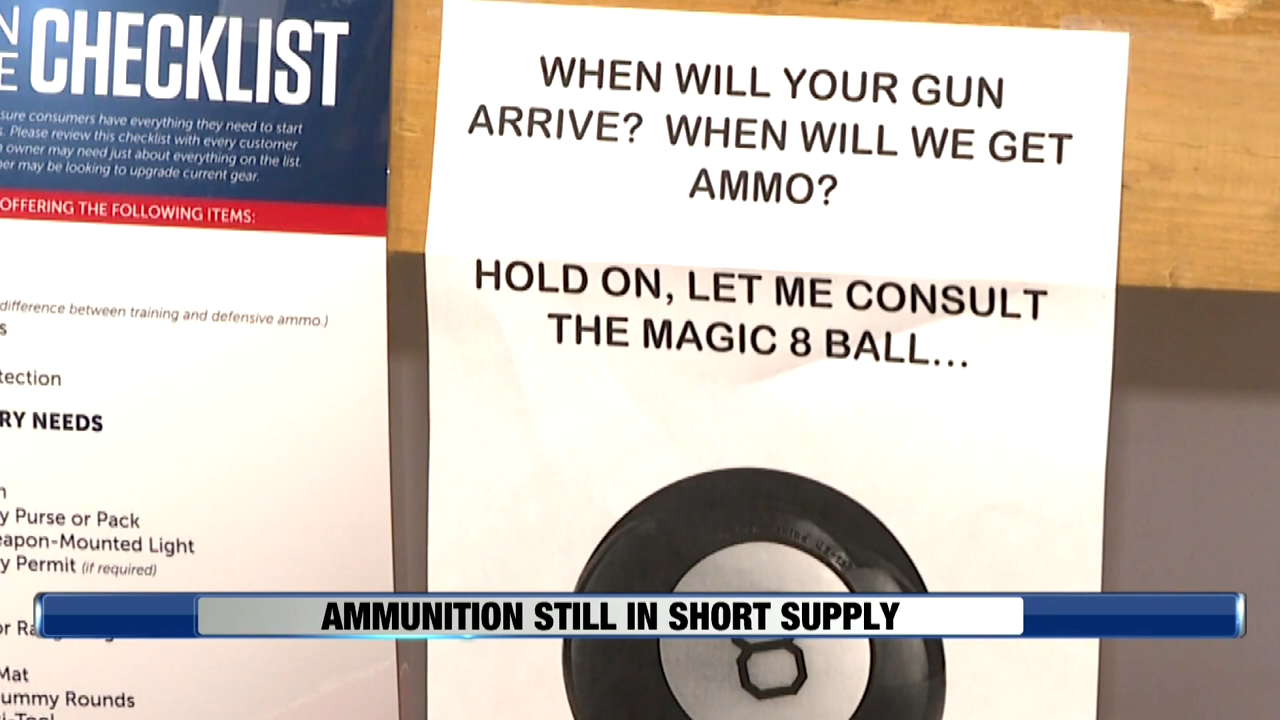 N
E CHECKLIST
sure consumers have everything they need to start
s. Please review this checklist with every customer
owner may need just about everything on the list.
er may be looking to upgrade current gear.
OFFERING THE FOLLOWING ITEMS:
difference between training and defensive ammo.)
s
tection
RY NEEDS
n
y Purse or Pack
eapon-Mounted Light
y Permit (if required)
or Ra
Mat
ummy Rounds
i-Tool
WHEN WILL YOUR GUN
ARRIVE? WHEN WILL WE GET
AMMO?
HOLD ON, LET ME CONSULT
THE MAGIC 8 BALL...
8
AMMUNITION STILL IN SHORT SUPPLY